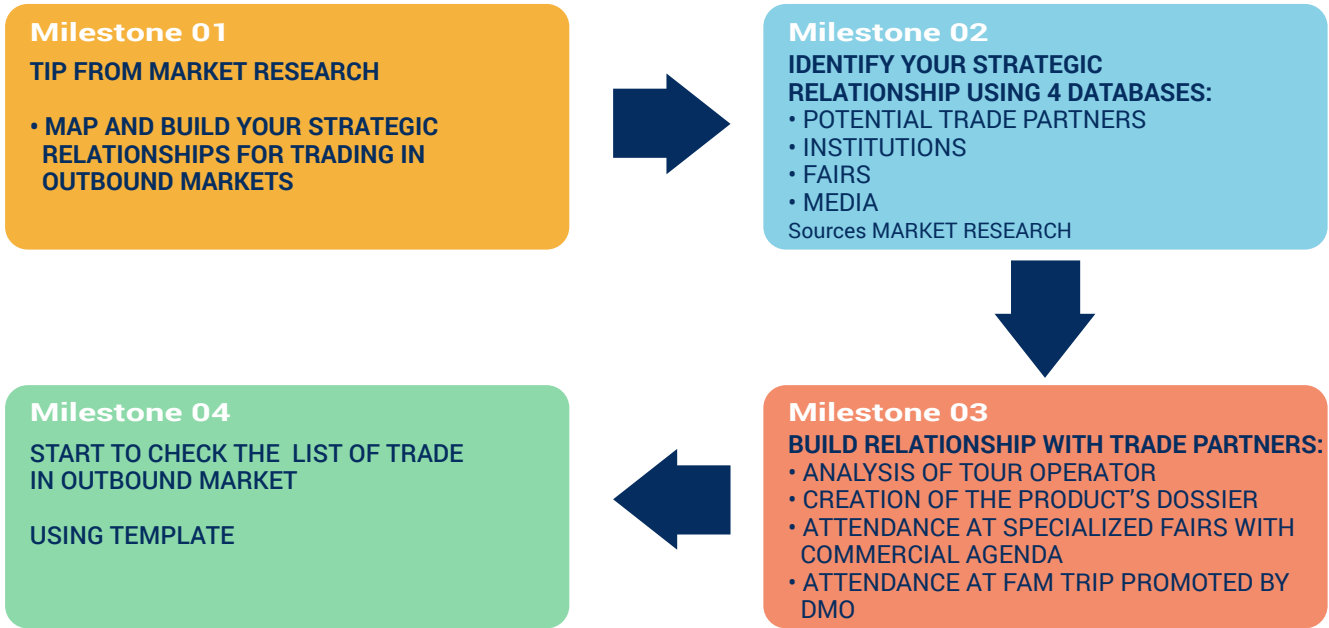 Milestone 01
TIP FROM MARKET RESEARCH
• MAP AND BUILD YOUR STRATEGIC
RELATIONSHIPS FOR TRADING IN
OUTBOUND MARKETS
Milestone 02
IDENTIFY YOUR STRATEGIC
RELATIONSHIP USING 4 DATABASES:
• POTENTIAL TRADE PARTNERS
• INSTITUTIONS
• FAIRS
• MEDIA
Sources MARKET RESEARCH
Milestone 03
BUILD RELATIONSHIP WITH TRADE PARTNERS:
• ANALYSIS OF TOUR OPERATOR
• CREATION OF THE PRODUCT’S DOSSIER
• ATTENDANCE AT SPECIALIZED FAIRS WITH
COMMERCIAL AGENDA
• ATTENDANCE AT FAM TRIP PROMOTED BY
DMO
Milestone 04
START TO CHECK THE  LIST OF TRADE
IN OUTBOUND MARKET
USING TEMPLATE